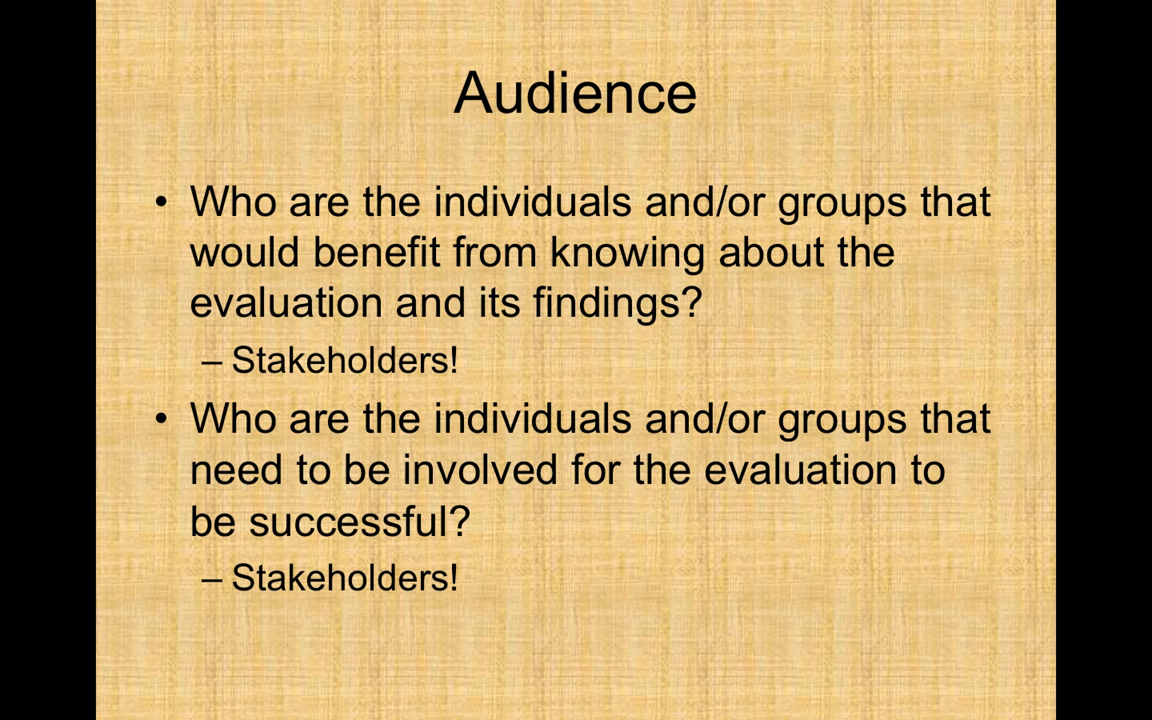 Audience
• Who are the individuals and/or groups that
would benefit from knowing about the
evaluation and its findings?
– Stakeholders!
• Who are the individuals and/or groups that
need to be involved for the evaluation to
be successful?
– Stakeholders!